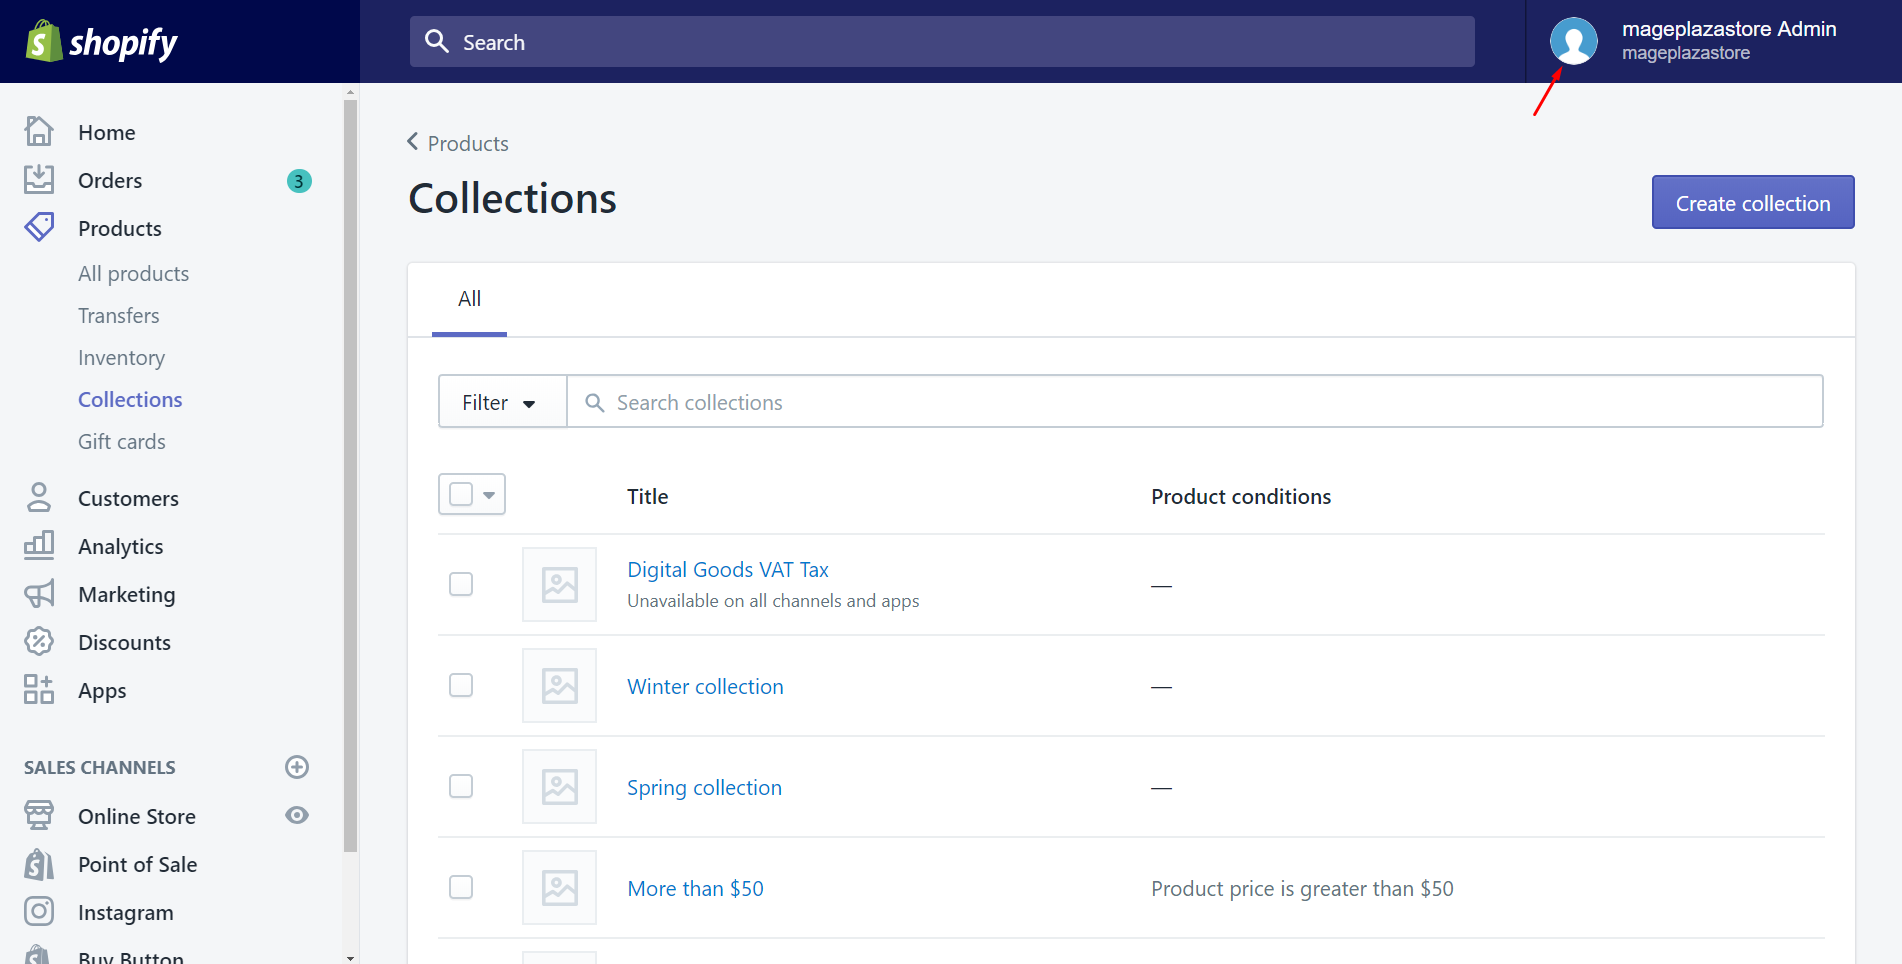 shopify
Search
mageplazastore Admin
mageplazastore
Home
Orders
3
Products
All products
Transfers
Inventory
Collections
Gift cards
Customers
Analytics
Marketing
Discounts
Apps
SALES CHANNELS
Online Store
Point of Sale
Instagram
Buy Button
Products
Collections
Create collection
All
Filter
Search collections
Title
Product conditions
Digital Goods VAT Tax
Unavailable on all channels and apps
—
Winter collection
—
Spring collection
—
More than $50
Product price is greater than $50